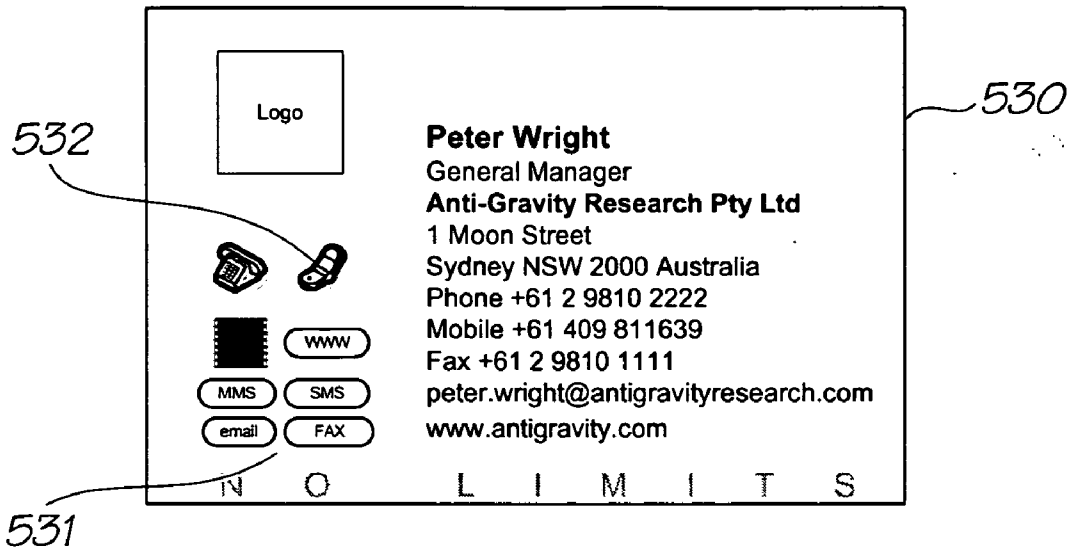 530
Logo
532
Peter Wright
General Manager
Anti-Gravity Research Pty Ltd
1 Moon Street
Sydney NSW 2000 Australia
Phone +61 2 9810 2222
Mobile +61 409 811639
Fax +61 2 9810 1111
peter.wright@antigravityresearch.com
www.antigravity.com
WWW
MMS SMS
email FAX
NO LIMITS
531